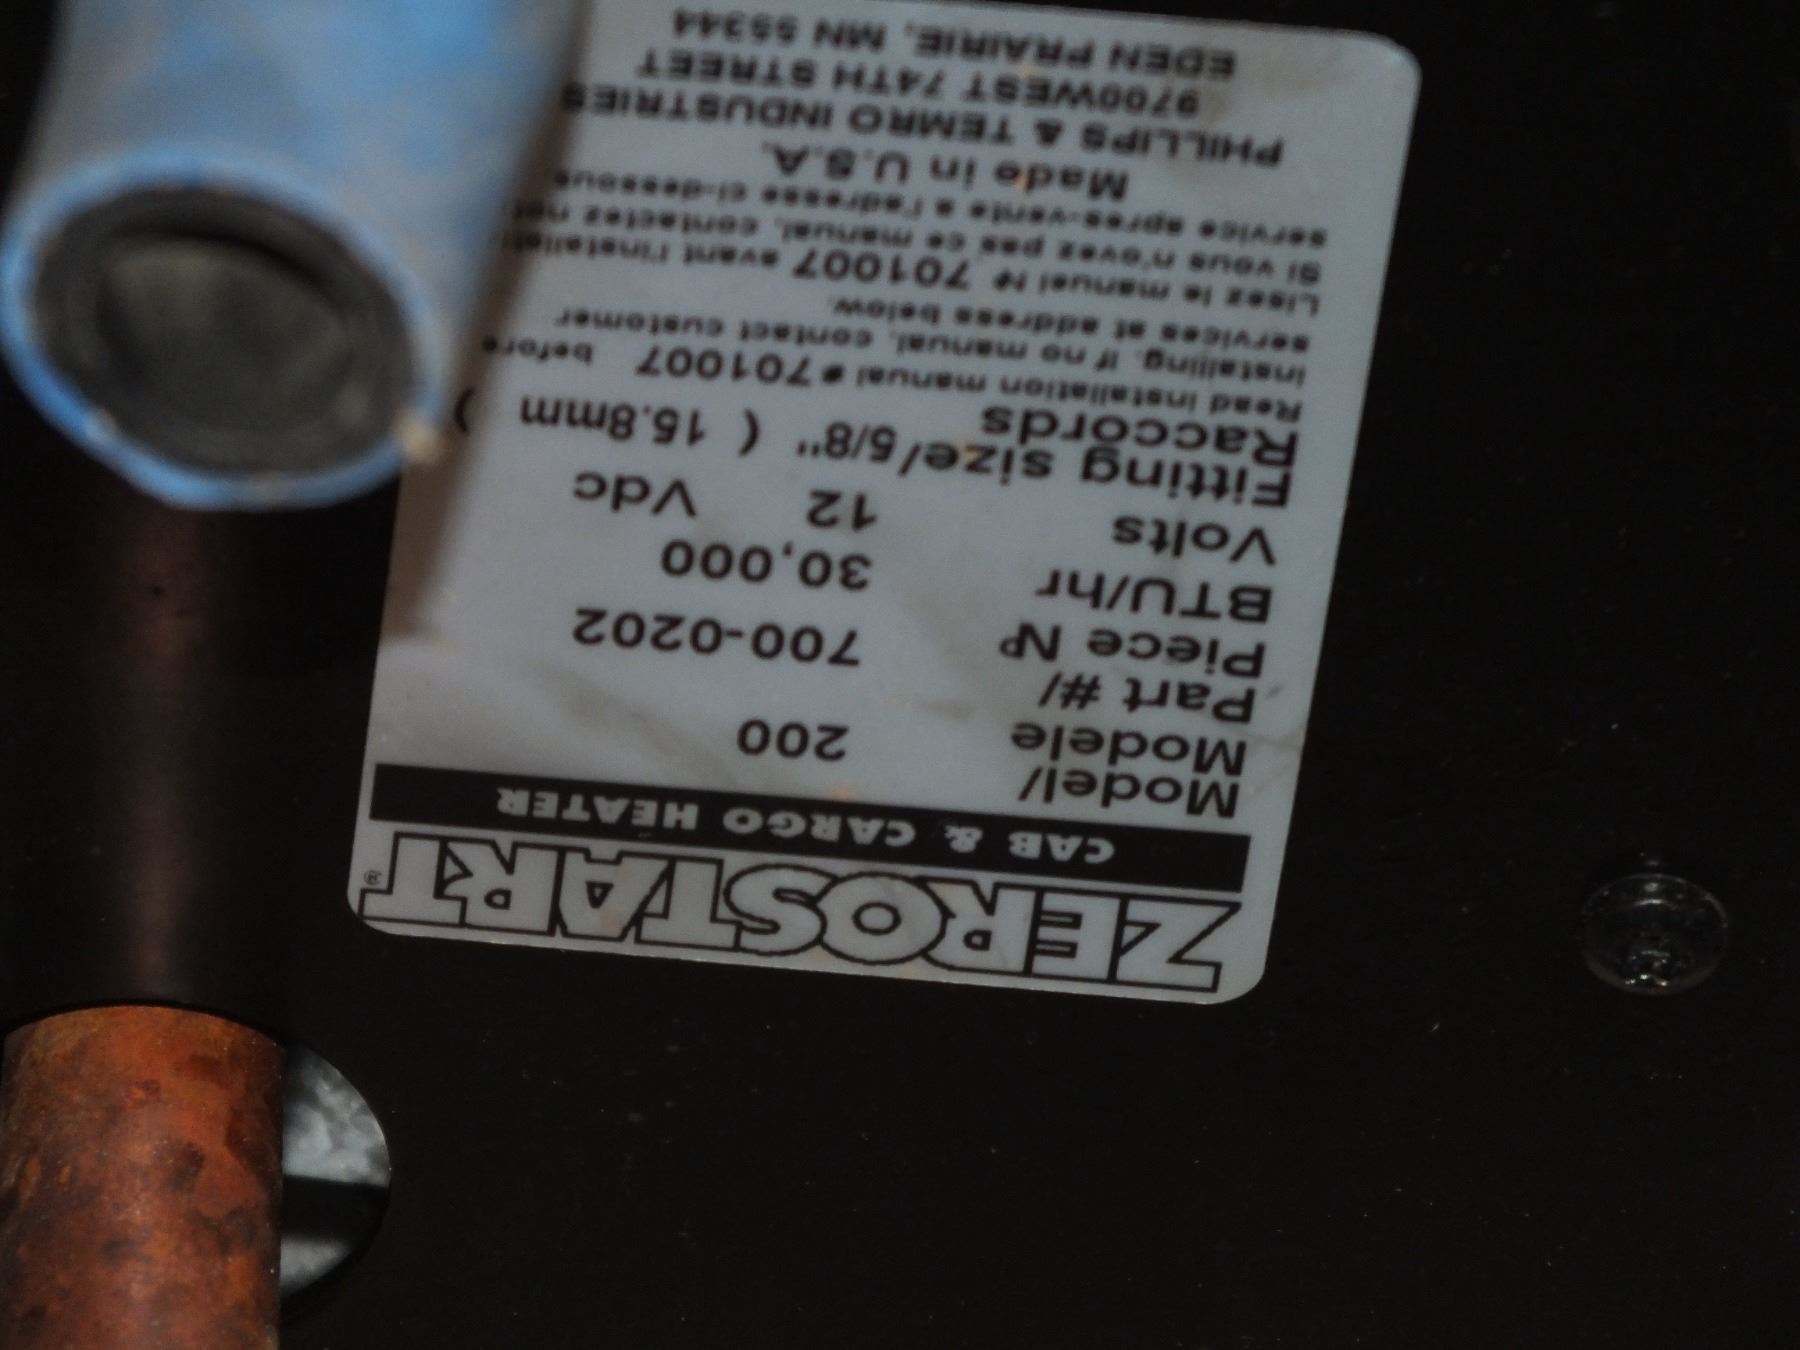 ZEROSTART®
CAB & CARGO HEATER
Model/
Modele 200
Part #/
Piece Nº 700-0202
BTU/hr 30,000
Volts 12 Vdc
Fitting size/5/8" ( 15.8mm )
Raccords
Read installation manual #701007 before
installing. If no manual, contact customer
services at address below.
Lisez le manuel Nº 701007 avant
Si vous n'avez pas ce manual, contactez
service apres-vente a l'adresse ci-dessous
Made in U.S.A.
PHILLIPS & TEMRO INDUSTRIES
9700WEST 74TH STREET
EDEN PRAIRIE, MN 55344